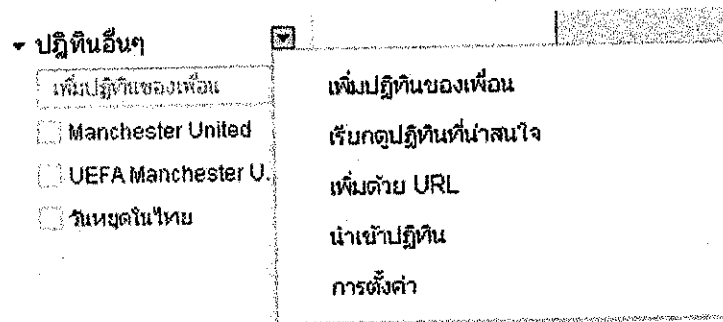 ปฏิทินอื่นๆ
เพิ่มปฏิทินของเพื่อน
Manchester United
UEFA Manchester U.
วันหยุดในไทย
เพิ่มปฏิทินของเพื่อน
เรียกดูปฏิทินที่น่าสนใจ
เพิ่มด้วย URL
นำเข้าปฏิทิน
การตั้งค่า